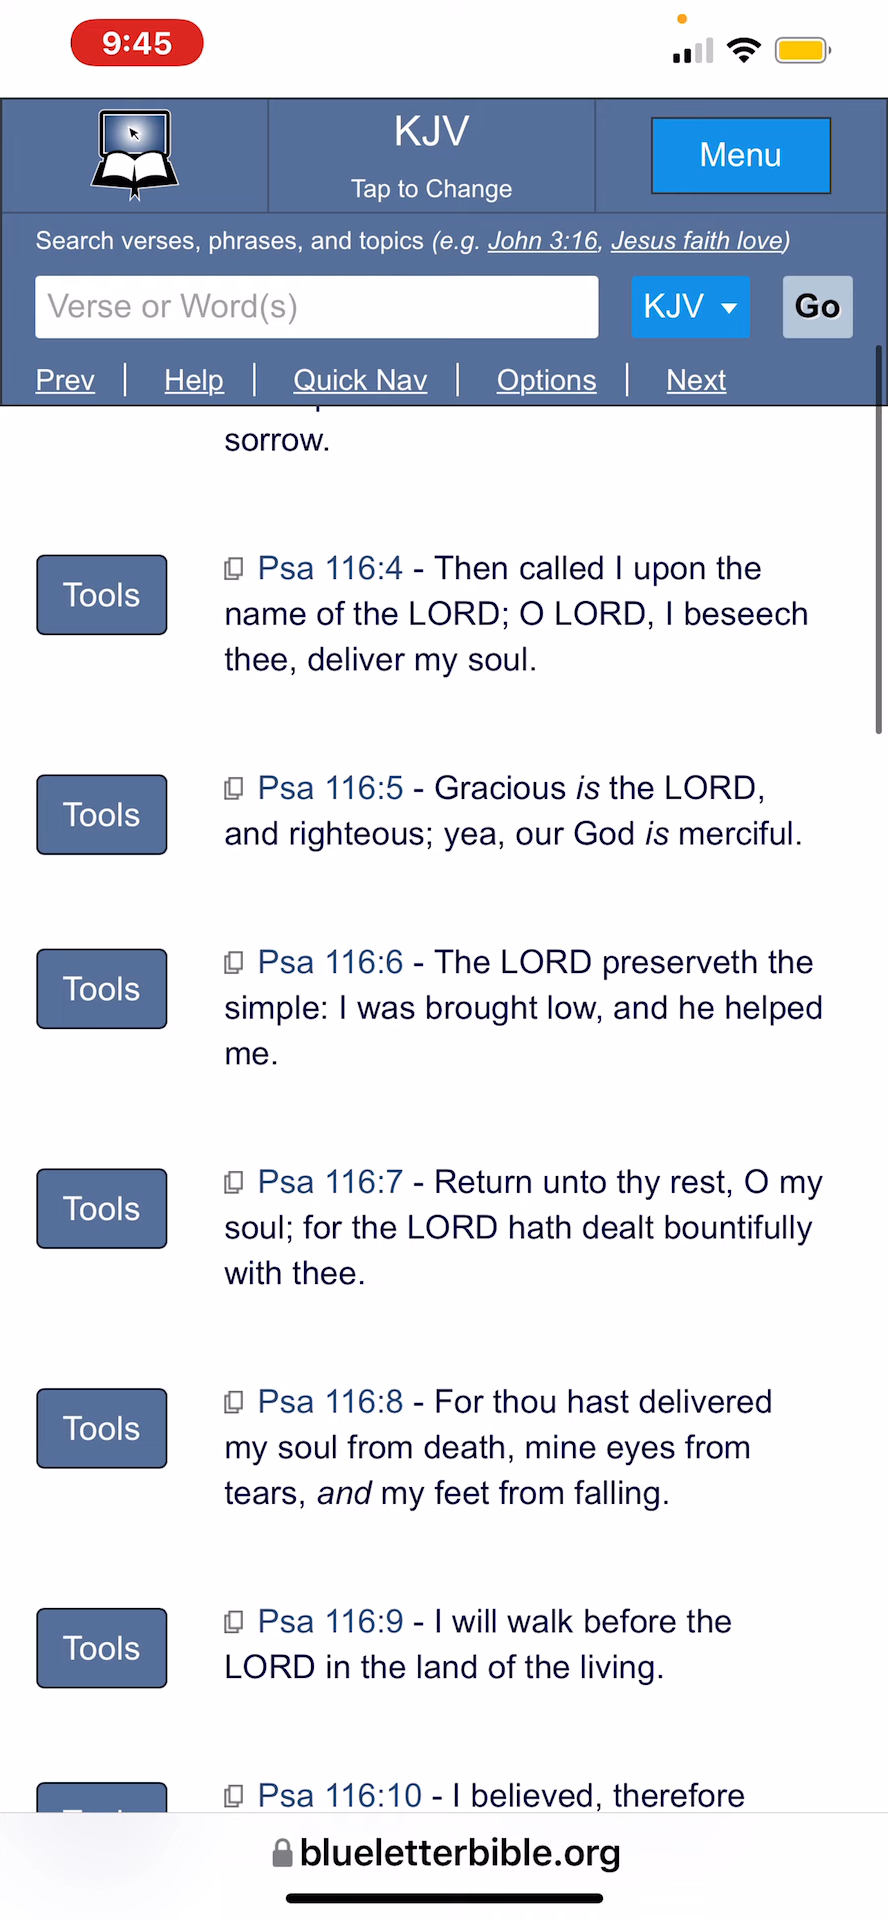 9:45
KJV
Tap to Change
Menu
Search verses, phrases, and topics (e.g. John 3:16, Jesus faith love)
Verse or Word(s)
KJV
Go
Prev | Help | Quick Nav | Options | Next
sorrow.
Tools
Psa 116:4 - Then called I upon the
name of the LORD; O LORD, I beseech
thee, deliver my soul.
Tools
Psa 116:5 - Gracious is the LORD,
and righteous; yea, our God is merciful.
Tools
Psa 116:6 - The LORD preserveth the
simple: I was brought low, and he helped
me.
Tools
Psa 116:7 - Return unto thy rest, O my
soul; for the LORD hath dealt bountifully
with thee.
Tools
Psa 116:8 - For thou hast delivered
my soul from death, mine eyes from
tears, and my feet from falling.
Tools
Psa 116:9 - I will walk before the
LORD in the land of the living.
Psa 116:10 - I believed, therefore
blueletterbible.org